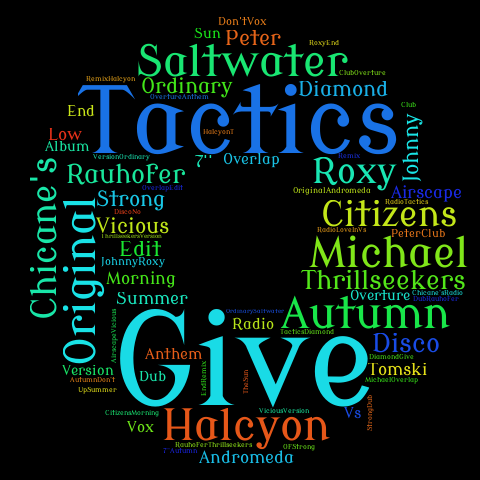 Don'tVox
Sun
Peter
RoxyEnd
Saltwater
RemixHalcyon
Ordinary
ClubOverture
Diamond
Tactics
OvertureAnthem
End
Club
Low
HalcyonT
Johnny
Album
VersionOrdinary
7"
Overlap
Remix
Rauhofer
Roxy
Chicane's
OverlapEdit
Strong
OriginalAndromeda
Airscape
Original
DiscoNo
Citizens
RadioTactics
Vicious
RadioLoveInVs
PeterClub
ThrillseekersVersion
Edit
Michael
JohnnyRoxy
Morning
Thrillseekers
Summer
Overture
Chicane'sRadio
DubRauhofer
Give
OrdinarySaltwater
Autumn
AirscapeVicious
Radio
TacticsDiamond
Disco
Anthem
DiamondGive
Version
EndRemix
TheSun
Tomski
AutumnDon't
Dub
MichaelOverlap
UpSummer
CitizensMorning
Halcyon
ViciousVersion
Vs
StrongDub
Vox
RauhoferThrillseekers
OFStrong
7"Autumn
Andromeda